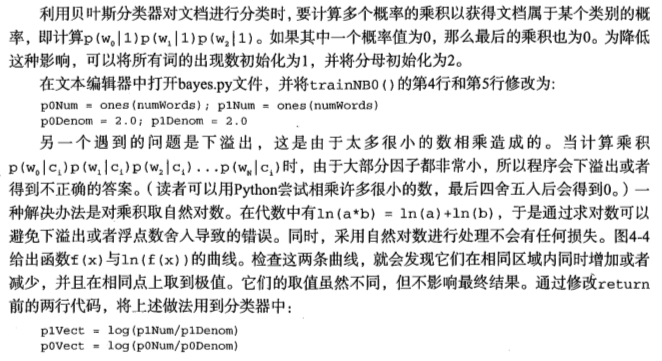 利用贝叶斯分类器对文档进行分类时，要计算多个概率的乘积以获得文档属于某个类别的概
率，即计算p(w0|1)p(w1|1)p(w2|1)。如果其中一个概率值为0，那么最后的乘积也为0。为降低
这种影响，可以将所有词的出现数初始化为1，并将分母初始化为2。
在文本编辑器中打开bayes.py文件，并将trainNB0()的第4行和第5行修改为：
p0Num = ones(numWords); p1Num = ones(numWords)
p0Denom = 2.0; p1Denom = 2.0
另一个遇到的问题是下溢出，这是由于太多很小的数相乘造成的。当计算乘积
p(w0|ci)p(w1|ci)p(w2|ci)...p(wN|ci)时，由于大部分因子都非常小，所以程序会下溢出或者
得到不正确的答案。（读者可以用Python尝试相乘许多很小的数，最后四舍五入后会得到0。）一
种解决办法是对乘积取自然对数。在代数中有ln(a*b) = ln(a)+ln(b)，于是通过求对数可以
避免下溢出或者浮点数舍入导致的错误。同时，采用自然对数进行处理不会有任何损失。图4-4
给出函数f(x)与ln(f(x))的曲线。检查这两条曲线，就会发现它们在相同区域内同时增加或者
减少，并且在相同点上取到极值。它们的取值虽然不同，但不影响最终结果。通过修改return
前的两行代码，将上述做法用到分类器中：
p1Vect = log(p1Num/p1Denom)
p0Vect = log(p0Num/p0Denom)